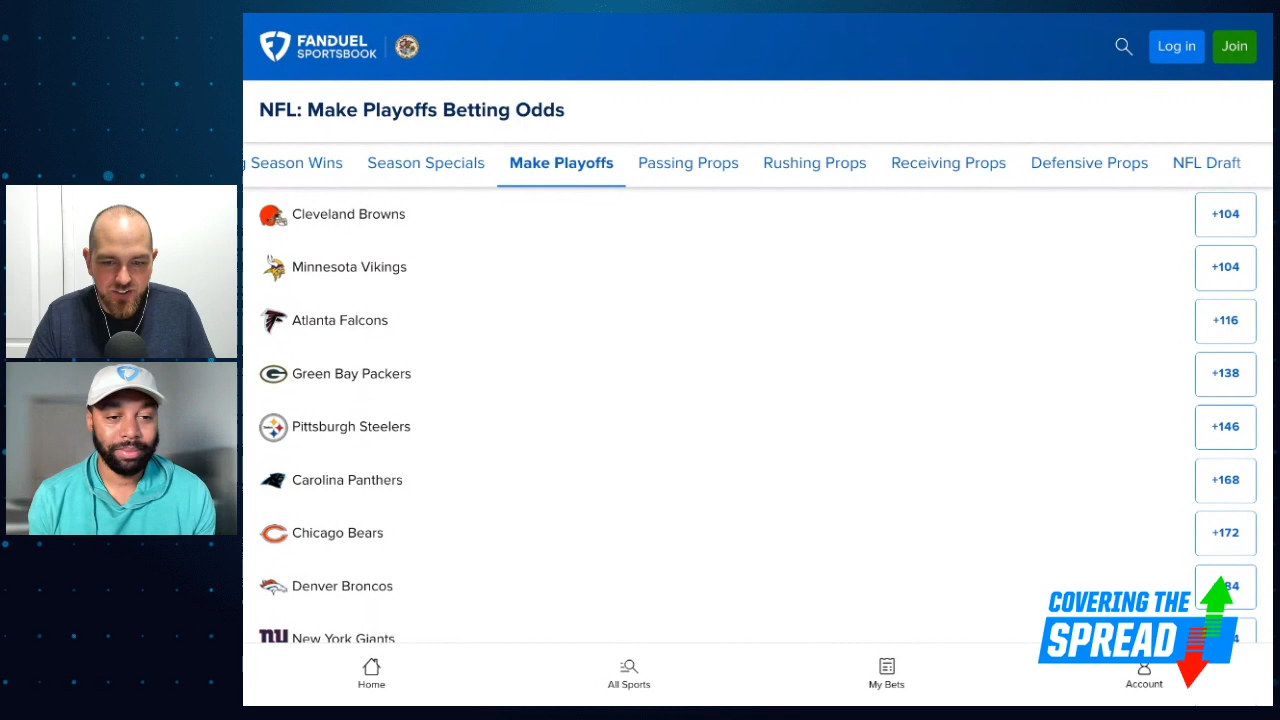 FANDUEL
SPORTSBOOK
Log in
Join
NFL: Make Playoffs Betting Odds
Season Wins Season Specials Make Playoffs Passing Props Rushing Props Receiving Props Defensive Props NFL Draft
Cleveland Browns +104
Minnesota Vikings +104
Atlanta Falcons +116
Green Bay Packers +138
Pittsburgh Steelers +146
Carolina Panthers +168
Chicago Bears +172
Denver Broncos
New York Giants
COVERING THE
SPREAD
Home
All Sports
My Bets
Account